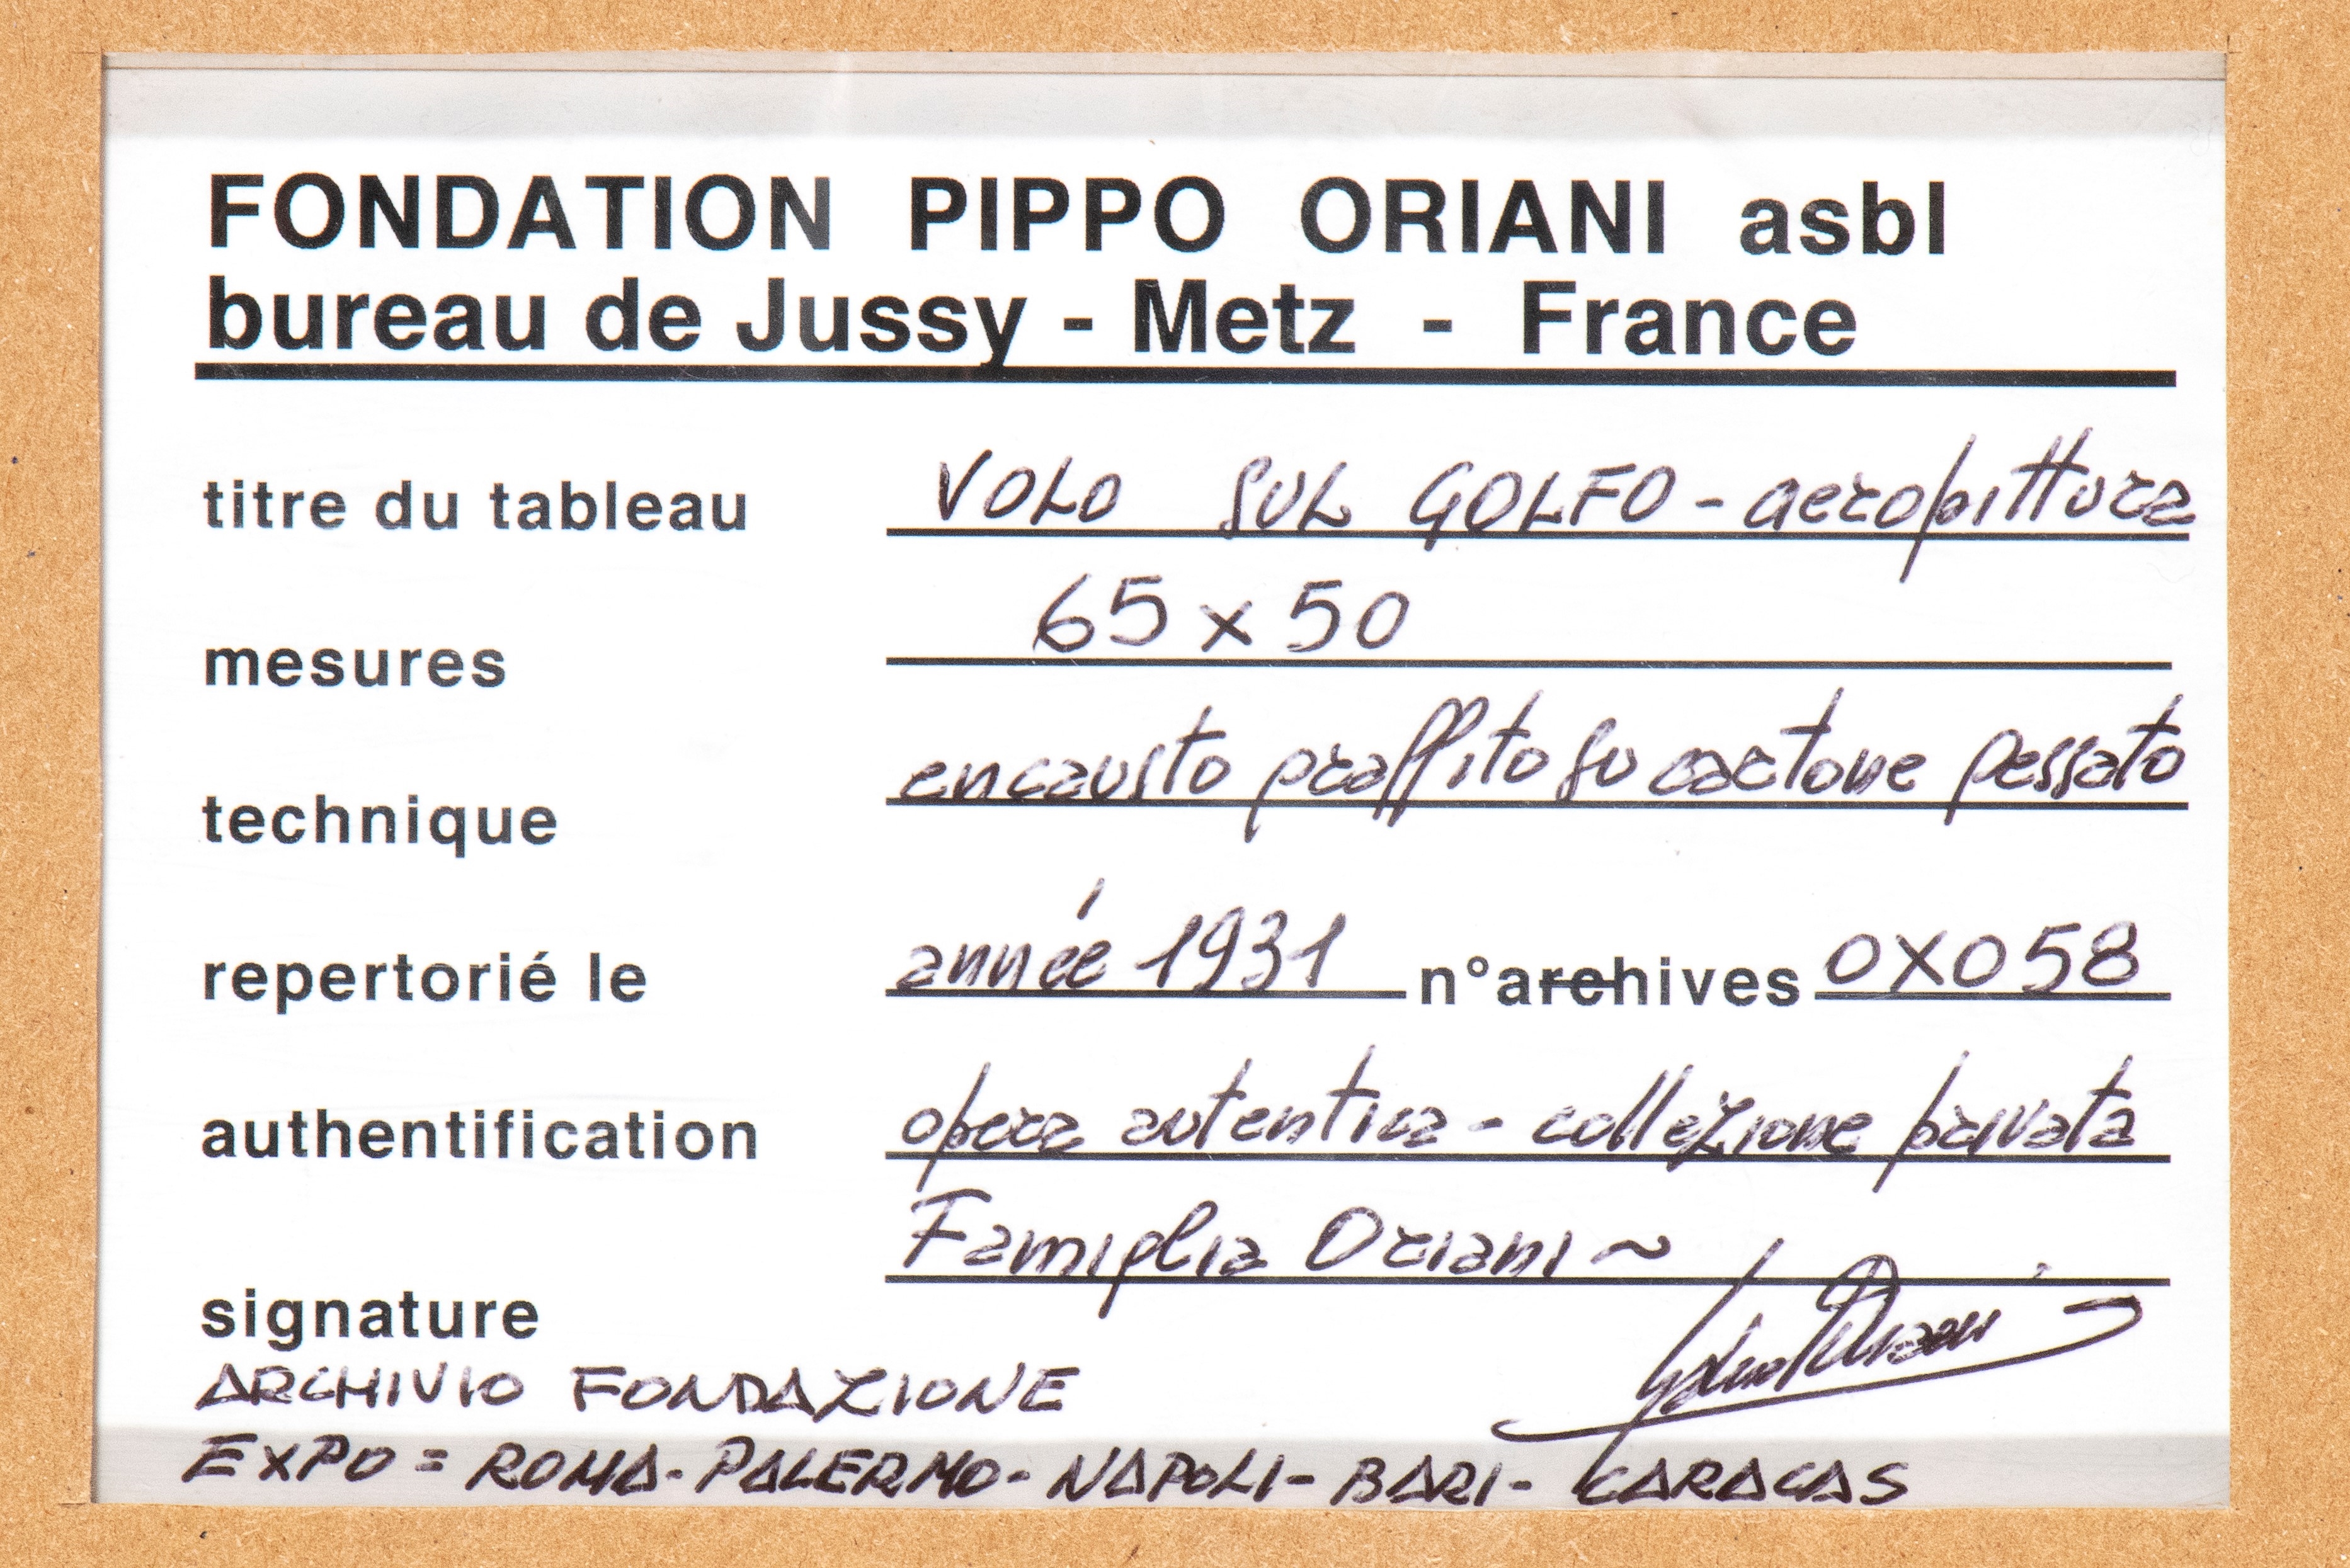 FONDATION PIPPO ORIANI asbl
bureau de Jussy - Metz - France
titre du tableau VOLO SUL GOLFO - aeropittura
mesures 65 x 50
technique encausto graffito su cartone pessato
repertorié le année 1931 n°archives OXO58
authentification opera autentica - collezione privata
Famiglia Oriani ~
signature
ARCHIVIO FONDAZIONE
EXPO = ROMA - PALERMO - NAPOLI - BARI - CARACAS